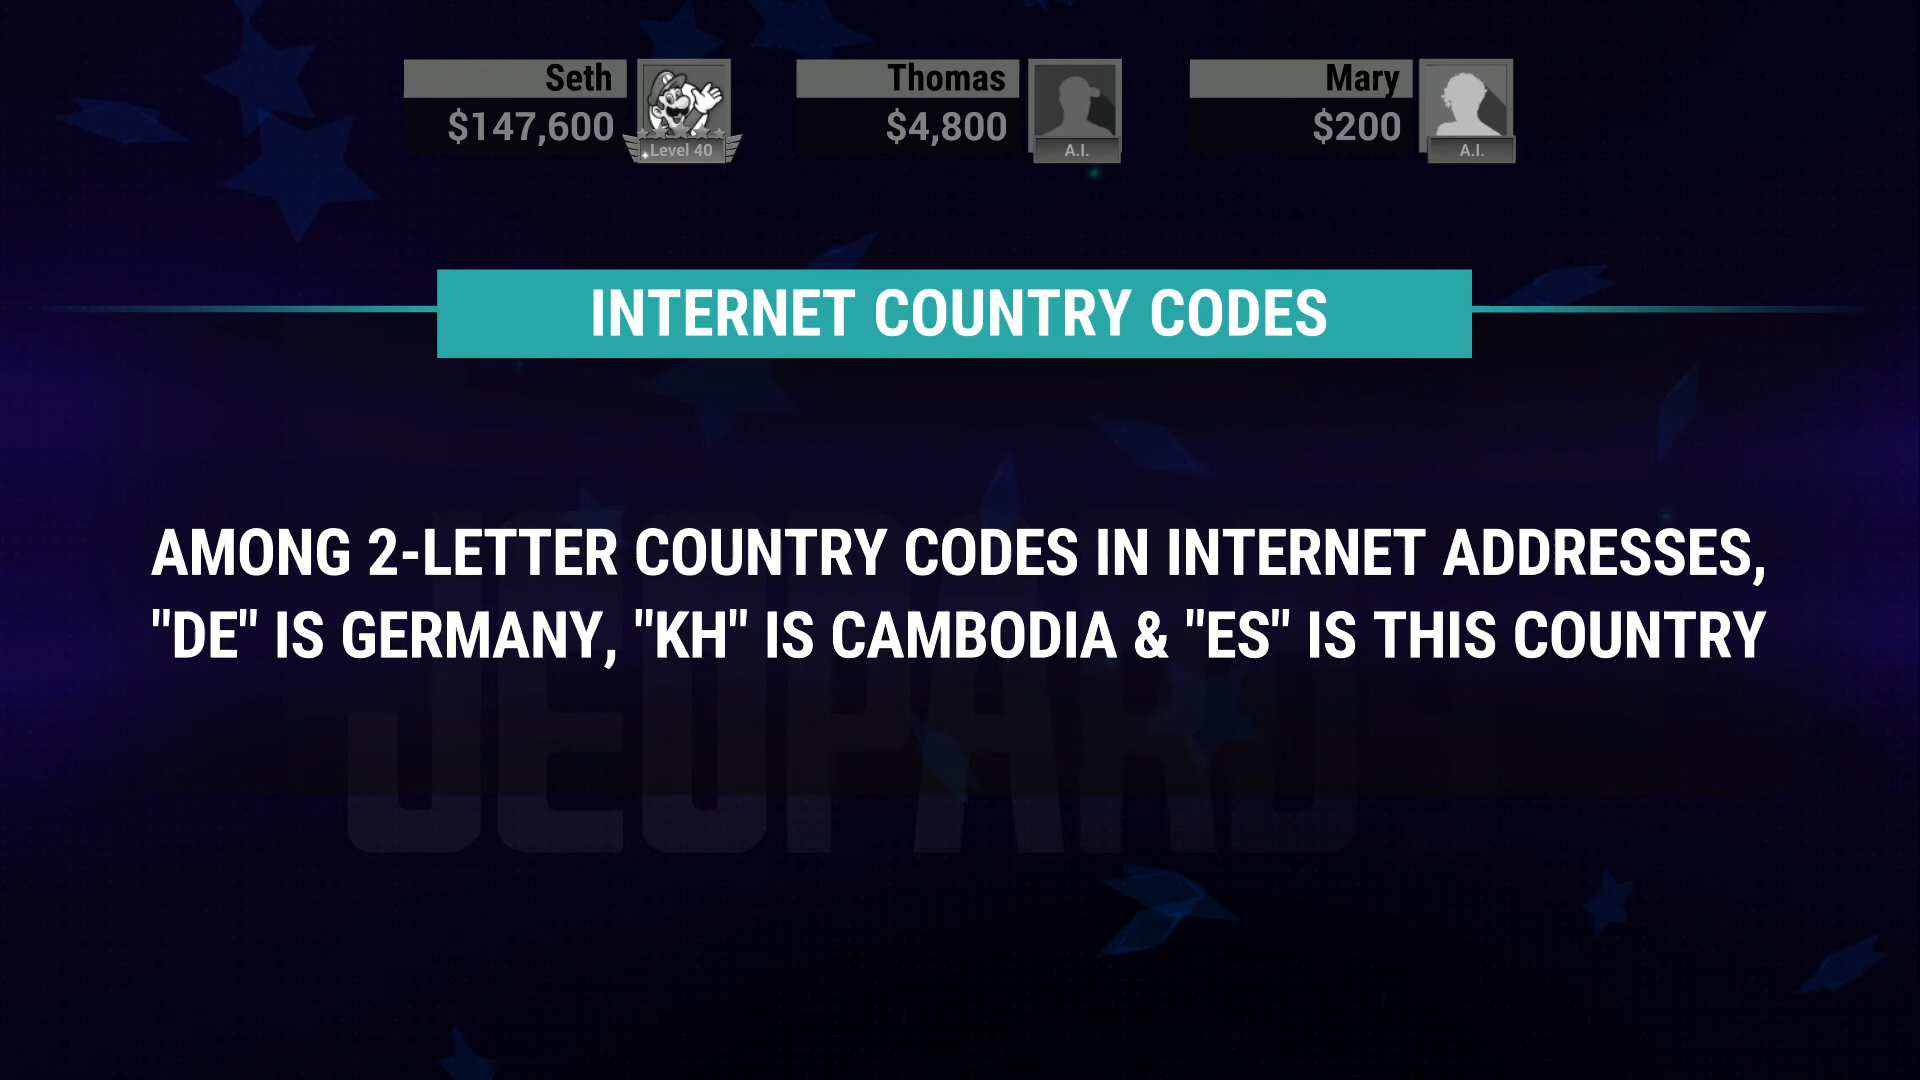 Seth
$147,600
Level 40
Thomas
$4,800
A.I.
Mary
$200
A.I.
INTERNET COUNTRY CODES
AMONG 2-LETTER COUNTRY CODES IN INTERNET ADDRESSES,
"DE" IS GERMANY, "KH" IS CAMBODIA & "ES" IS THIS COUNTRY
JEOPARDY